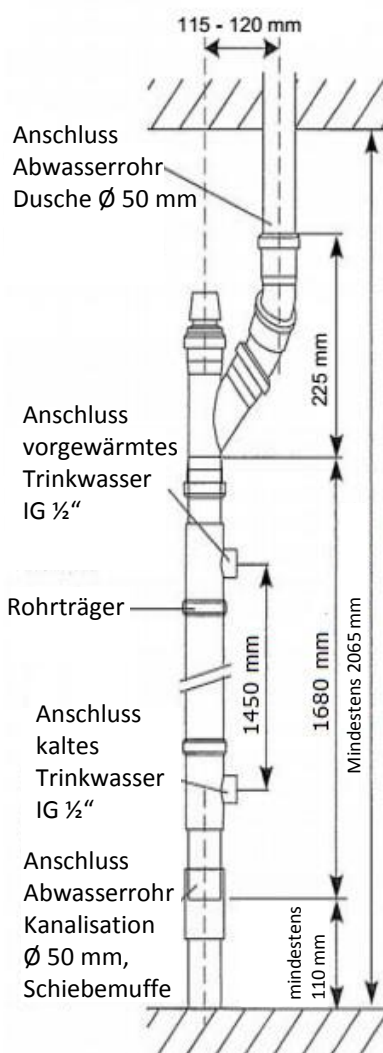 115 - 120 mm
Anschluss
Abwasserrohr
Dusche Ø 50 mm
225 mm
Anschluss
vorgewärmtes
Trinkwasser
IG ½“
Rohrträger
1450 mm
1680 mm
Mindestens 2065 mm
Anschluss
kaltes
Trinkwasser
IG ½“
Anschluss
Abwasserrohr
Kanalisation
Ø 50 mm,
Schiebemuffe
mindestens
110 mm